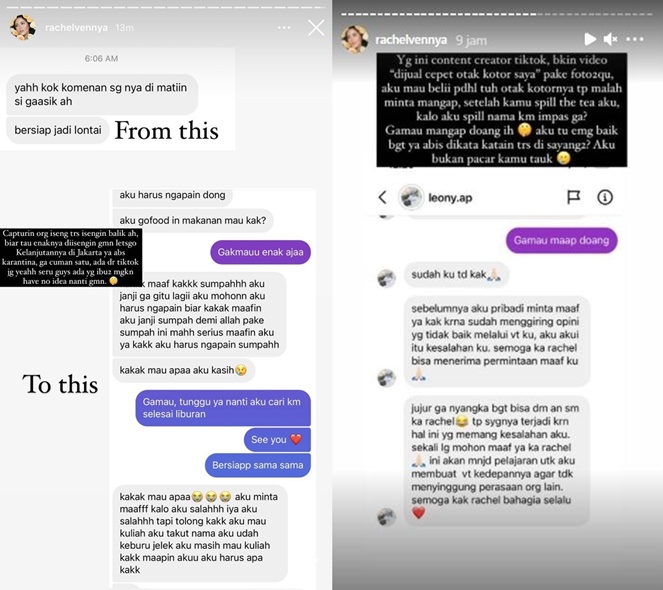 rachelvennya 13m
6:06 AM
yahh kok komenan sg nya di matiin
si gaasik ah
bersiap jadi lontai
From this
aku harus ngapain dong
aku gofood in makanan mau kak?
Gakmauu enak ajaa
Capturin org iseng trs isengin balik ah,
biar tau enaknya diisengin gmn letsgo
Kelanjutannya di Jakarta ya abs
karantina, ga cuman satu, ada dr tiktok
jg yeahh seru guys ada yg ibu2 mgkn
have no idea nanti gmn. 🤫
maaf kakkk sumpahhh aku
janji ga gitu lagii aku mohonn aku
harus ngapain biar kakak maafin
aku janji sumpah demi allah pake
sumpah ini mahh serius maafin aku
ya kakk aku harus ngapain sumpahh
kakak mau apaa aku kasih😢
To this
Gamau, tunggu ya nanti aku cari km
selesai liburan
See you ❤️
Bersiapp sama sama
kakak mau apaa😭😭😭 aku minta
maafff kalo aku salahhh iya aku
salahhh tapi tolong kakk aku mau
kuliah aku takut nama aku udah
keburu jelek aku masih mau kuliah
kakk maapin akuu aku harus apa
kakk
rachelvennya 9 jam
Yg ini content creator tiktok, bkin video
“dijual cepet otak kotor saya” pake foto2qu,
aku mau belii pdhl tuh otak kotornya tp malah
minta mangap, setelah kamu spill the tea aku,
kalo aku spill nama km impas ga?
Gamau mangap doang ih 🤫 aku tu emg baik
bgt ya abis dikata katain trs di sayang2? Aku
bukan pacar kamu tauk 🥲
leony.ap
Gamau maap doang
sudah ku td kak🙏🏻
sebelumnya aku pribadi minta maaf
ya kak krna sudah menggiring opini
yg tidak baik melalui vt ku, aku akui
itu kesalahan ku. semoga ka rachel
bisa menerima permintaan maaf ku
🙏🏻
jujur ga nyangka bgt bisa dm an sm
ka rachel😂 tp sygnya terjadi krn
hal ini yg memang kesalahan aku.
sekali lg mohon maaf ya ka rachel
🙏🏻 ini akan mnjd pelajaran utk aku
membuat vt kedepannya agar tdk
menyinggung perasaan org lain.
semoga kak rachel bahagia selalu
❤️